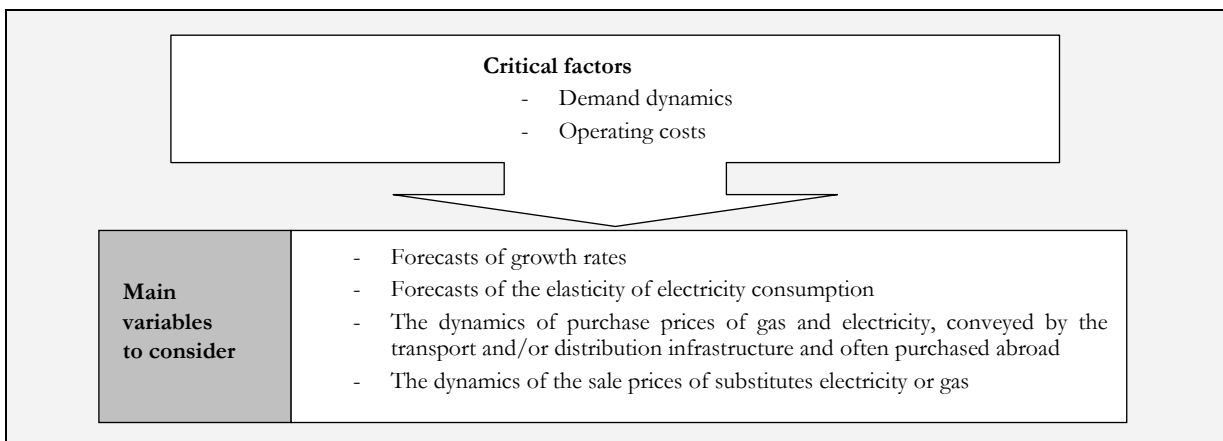 Critical factors
- Demand dynamics
- Operating costs
Main
variables
to consider
- Forecasts of growth rates
- Forecasts of the elasticity of electricity consumption
- The dynamics of purchase prices of gas and electricity, conveyed by the
transport and/or distribution infrastructure and often purchased abroad
- The dynamics of the sale prices of substitutes electricity or gas